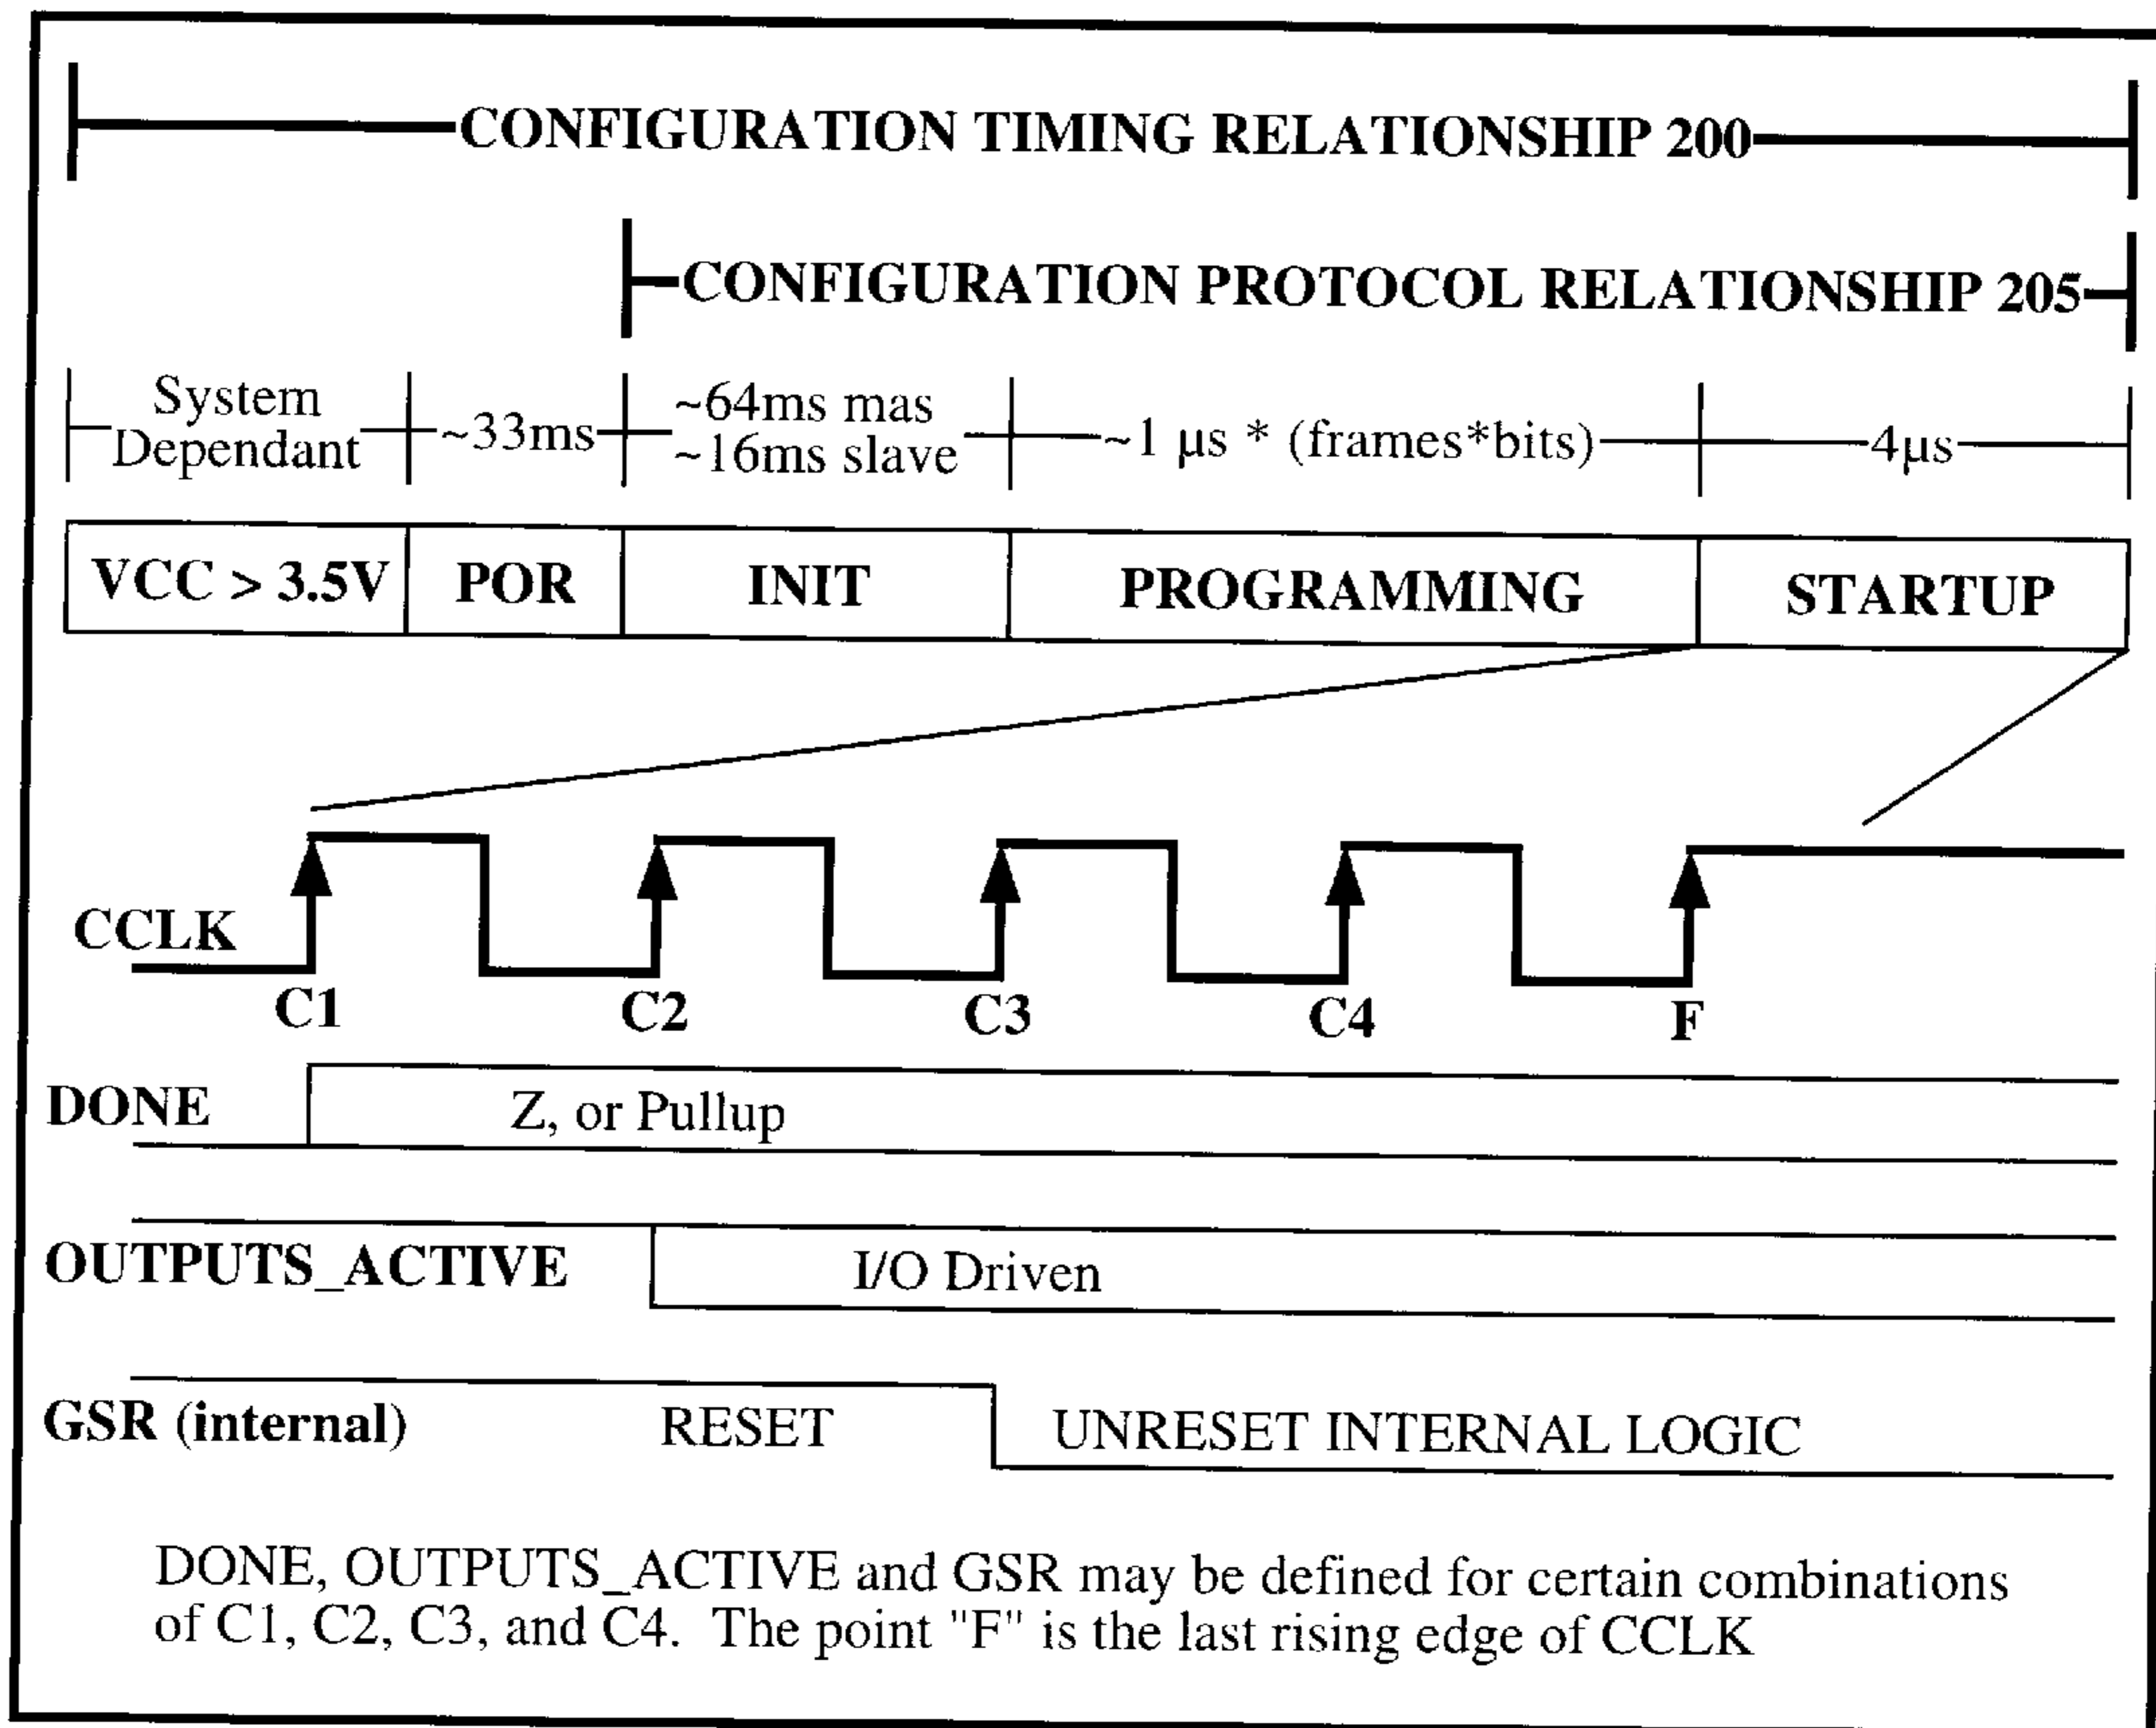 CONFIGURATION TIMING RELATIONSHIP 200
CONFIGURATION PROTOCOL RELATIONSHIP 205
System
Dependant
~33ms
~64ms mas
~16ms slave
~1 µs * (frames*bits)
4µs
VCC > 3.5V
POR
INIT
PROGRAMMING
STARTUP
CCLK
C1
C2
C3
C4
F
DONE
Z, or Pullup
OUTPUTS_ACTIVE
I/O Driven
GSR (internal)
RESET
UNRESET INTERNAL LOGIC
DONE, OUTPUTS_ACTIVE and GSR may be defined for certain combinations
of C1, C2, C3, and C4. The point "F" is the last rising edge of CCLK